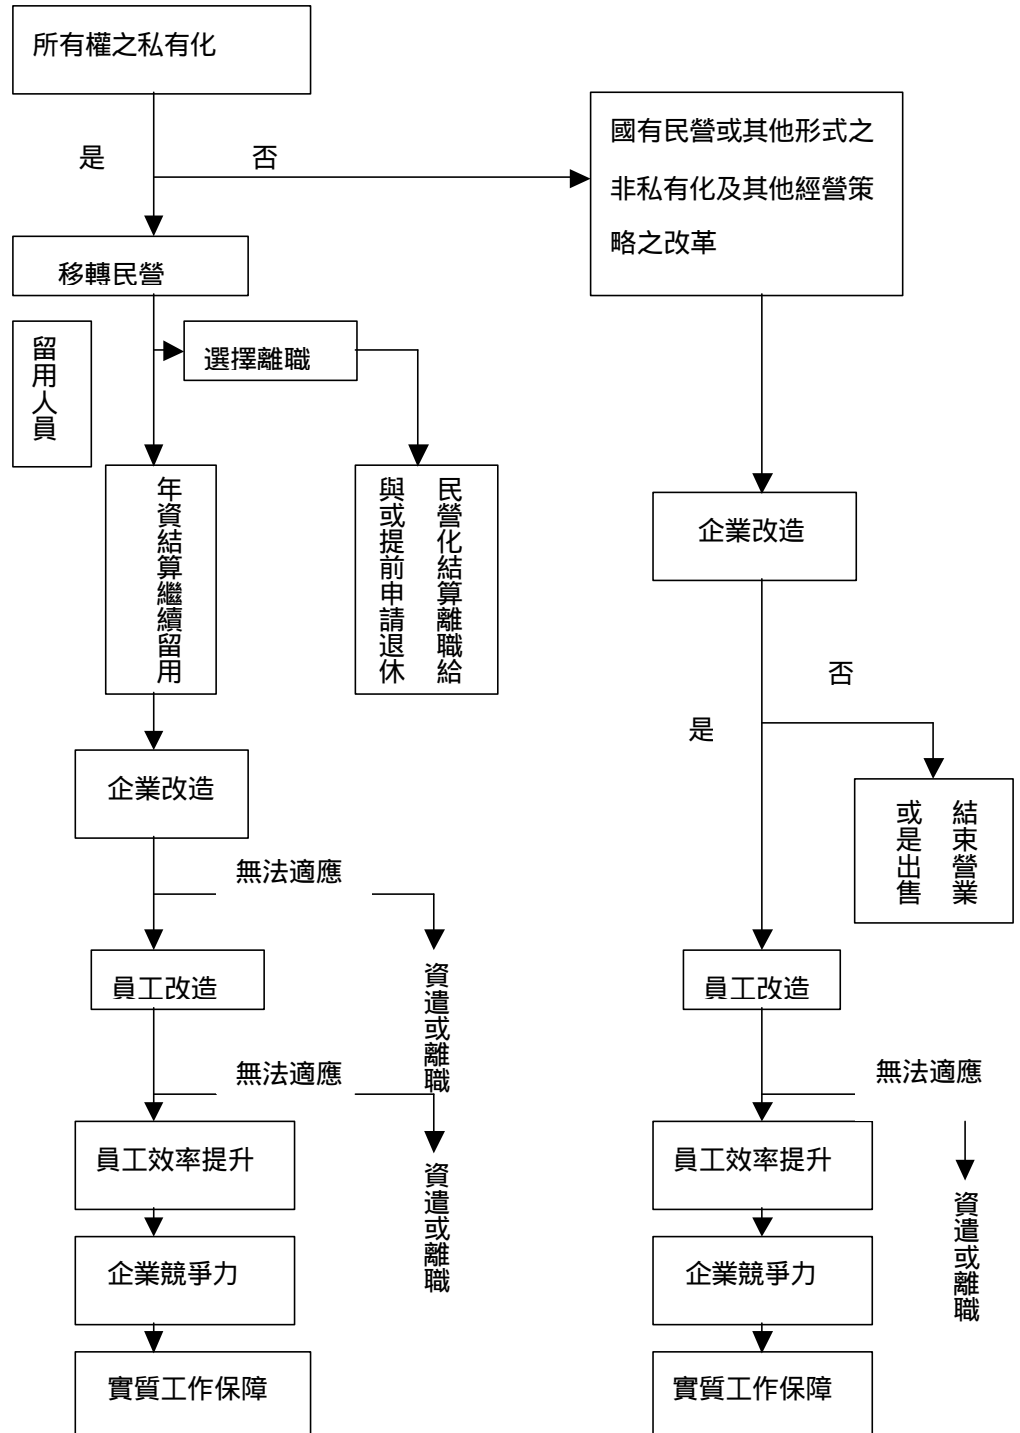 所有權之私有化
國有民營或其他形式之
非私有化及其他經營策
略之改革
是
否
移轉民營
留用人員
選擇離職
年資結算繼續留用
民營化結算離職給
與或提前申請退休
企業改造
否
是
企業改造
結束營業
或是出售
無法適應
資遣或離職
員工改造
員工改造
無法適應
無法適應
資遣或離職
員工效率提升
員工效率提升
資遣或離職
企業競爭力
企業競爭力
實質工作保障
實質工作保障